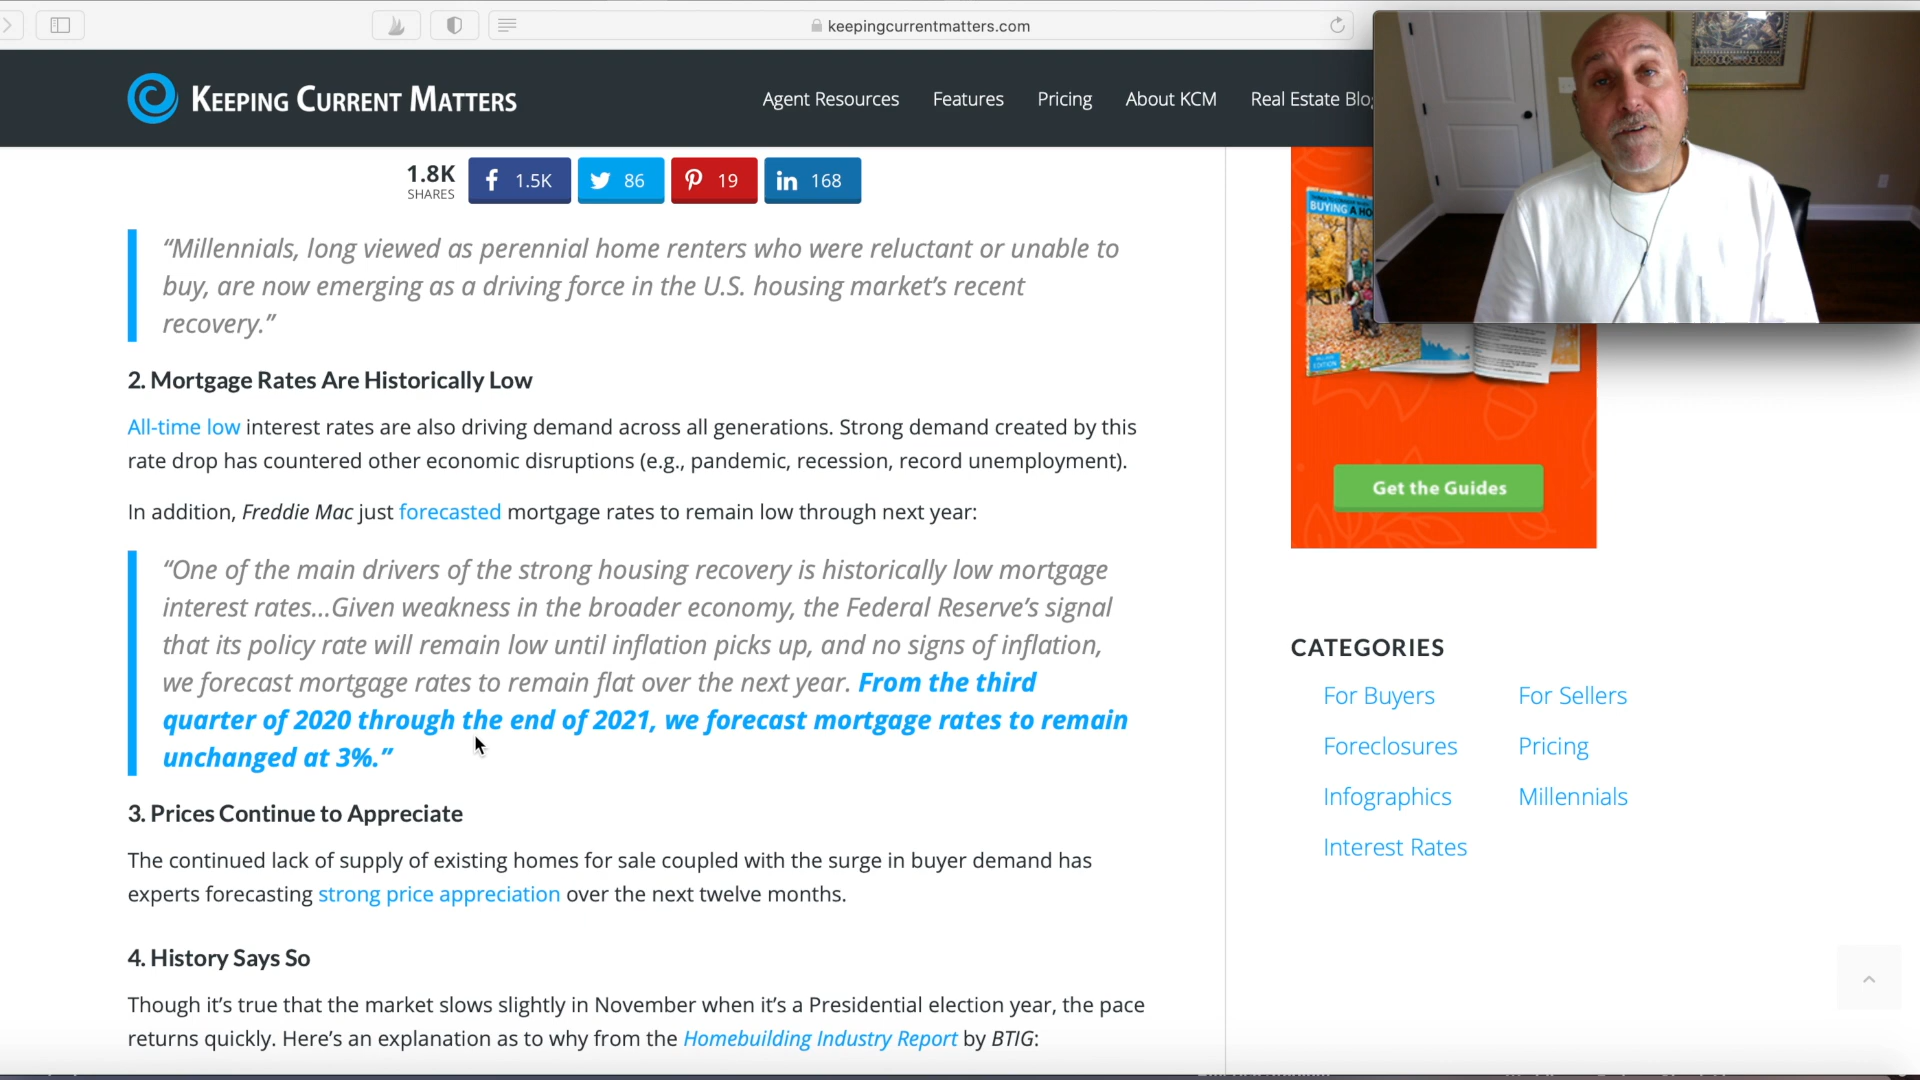 keepingcurrentmatters.com
KEEPING CURRENT MATTERS
Agent Resources
Features
Pricing
About KCM
Real Estate
1.8K
SHARES
1.5K
86
19
in 168
“Millennials, long viewed as perennial home renters who were reluctant or unable to
buy, are now emerging as a driving force in the U.S. housing market’s recent
recovery.”
2. Mortgage Rates Are Historically Low
All-time low interest rates are also driving demand across all generations. Strong demand created by this
rate drop has countered other economic disruptions (e.g., pandemic, recession, record unemployment).
In addition, Freddie Mac just forecasted mortgage rates to remain low through next year:
“One of the main drivers of the strong housing recovery is historically low mortgage
interest rates…Given weakness in the broader economy, the Federal Reserve’s signal
that its policy rate will remain low until inflation picks up, and no signs of inflation,
we forecast mortgage rates to remain flat over the next year. From the third
quarter of 2020 through the end of 2021, we forecast mortgage rates to remain
unchanged at 3%.”
3. Prices Continue to Appreciate
The continued lack of supply of existing homes for sale coupled with the surge in buyer demand has
experts forecasting strong price appreciation over the next twelve months.
4. History Says So
Though it’s true that the market slows slightly in November when it’s a Presidential election year, the pace
returns quickly. Here’s an explanation as to why from the Homebuilding Industry Report by BTIG:
BUYING A
EDITION
Get the Guides
CATEGORIES
For Buyers
For Sellers
Foreclosures
Pricing
Infographics
Millennials
Interest Rates